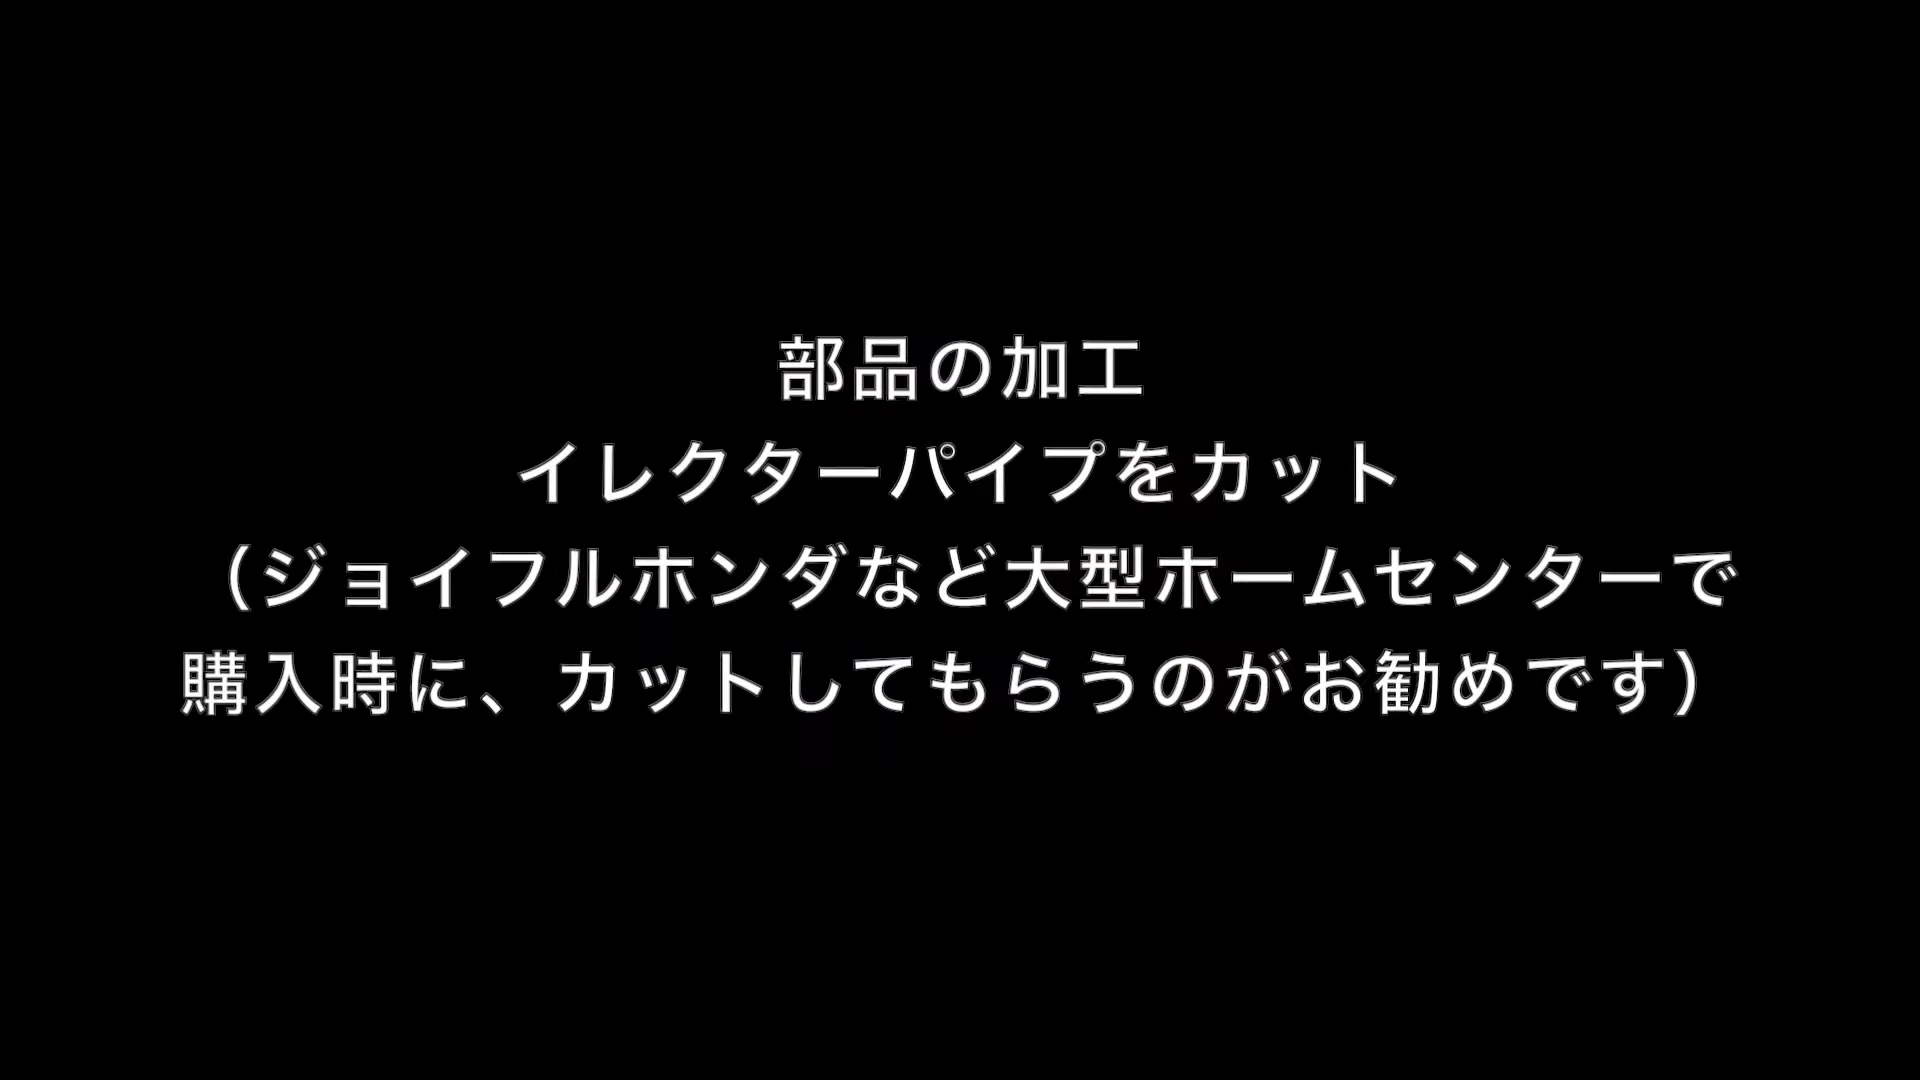 部品の加工
イレクターパイプをカット
（ジョイフルホンダなど大型ホームセンターで
購入時に、カットしてもらうのがお勧めです）